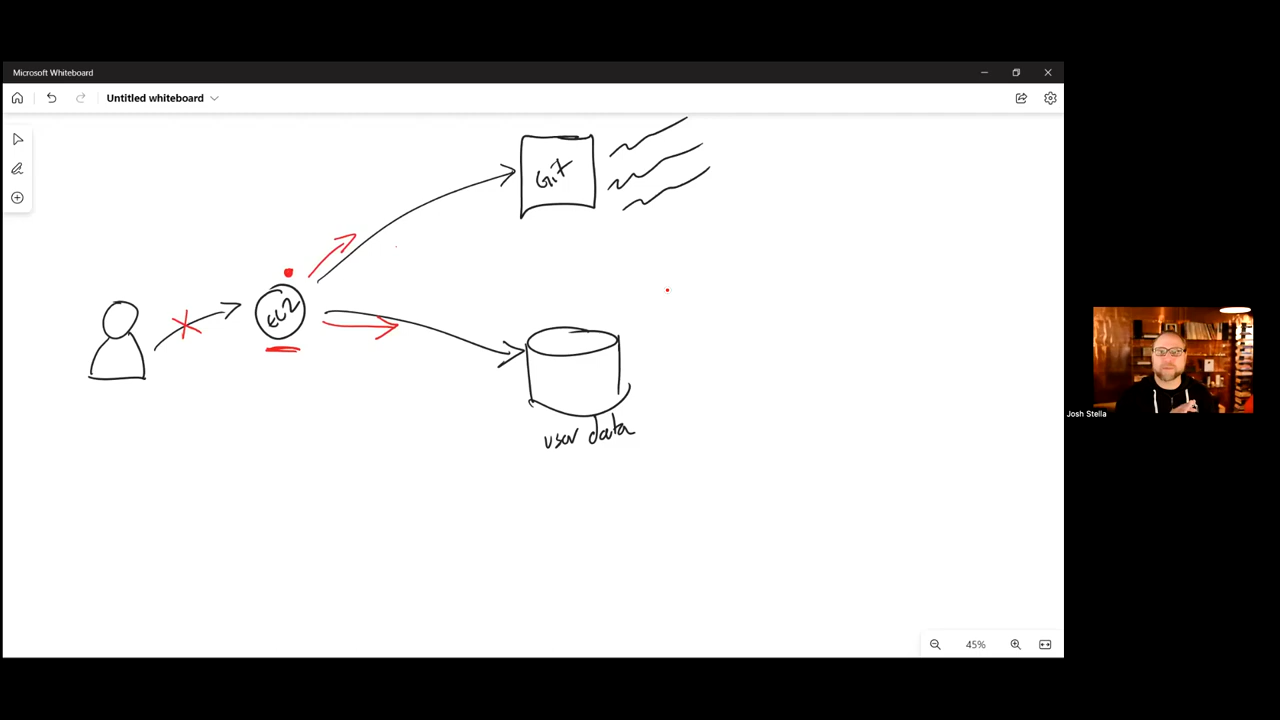 Microsoft Whiteboard
Untitled whiteboard
Git
EC2
user data
Josh Stella
45%